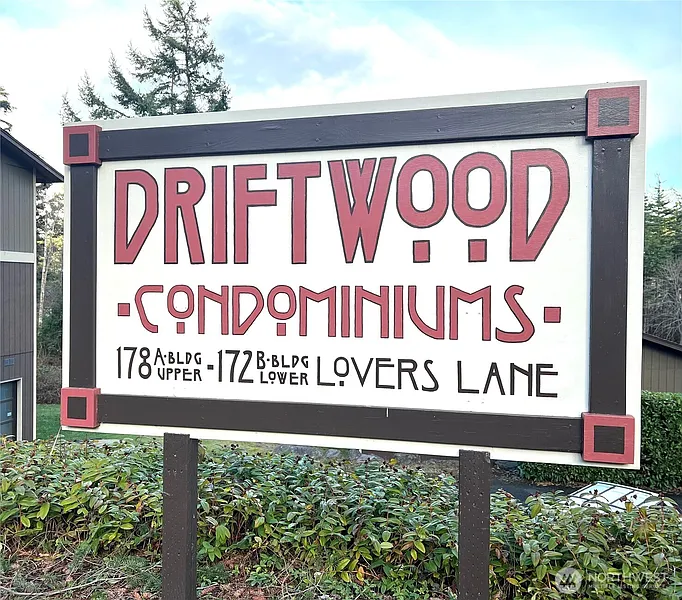 DRIFTWOOD
·CONDOMINIUMS·
178 A·BLDG UPPER - 172 B·BLDG LOWER LOVERS LANE
NORTHWEST